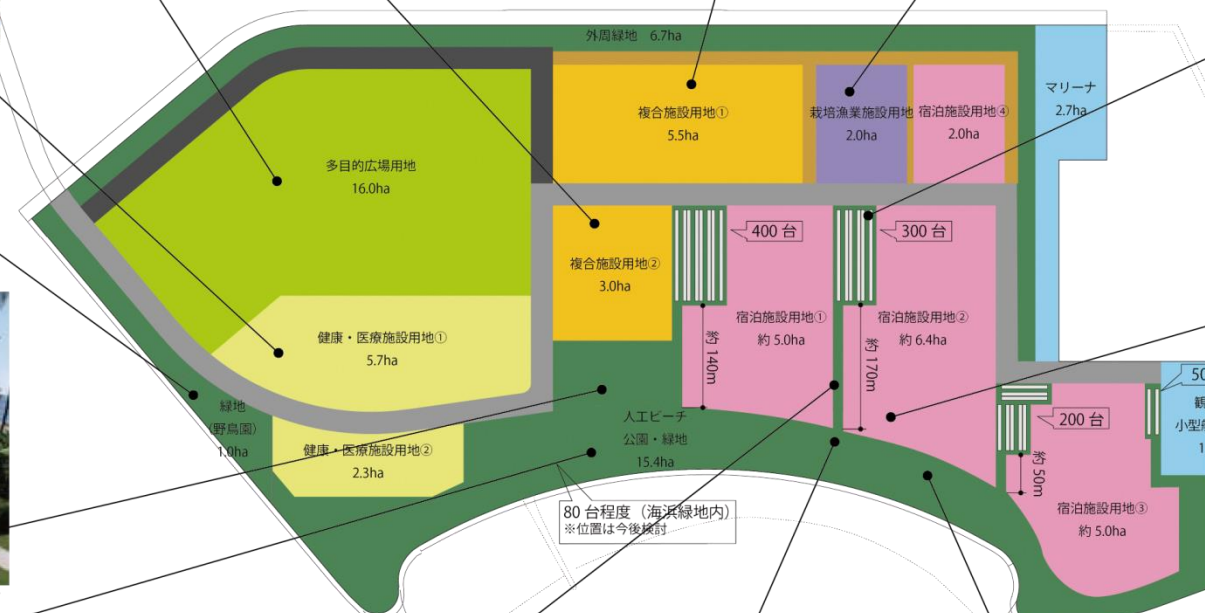 外周緑地 6.7ha
マリーナ
2.7ha
複合施設用地①
5.5ha
栽培漁業施設用地
2.0ha
宿泊施設用地④
2.0ha
多目的広場用地
16.0ha
400 台
300 台
複合施設用地②
3.0ha
宿泊施設用地①
約 5.0ha
宿泊施設用地②
約 6.4ha
約 140m
約 170m
健康・医療施設用地①
5.7ha
緑地
(野鳥園)
1.0ha
健康・医療施設用地②
2.3ha
人工ビーチ
公園・緑地
15.4ha
200 台
約 50m
50
観
小型船
1
宿泊施設用地③
約 5.0ha
80 台程度（海浜緑地内）
※位置は今後検討